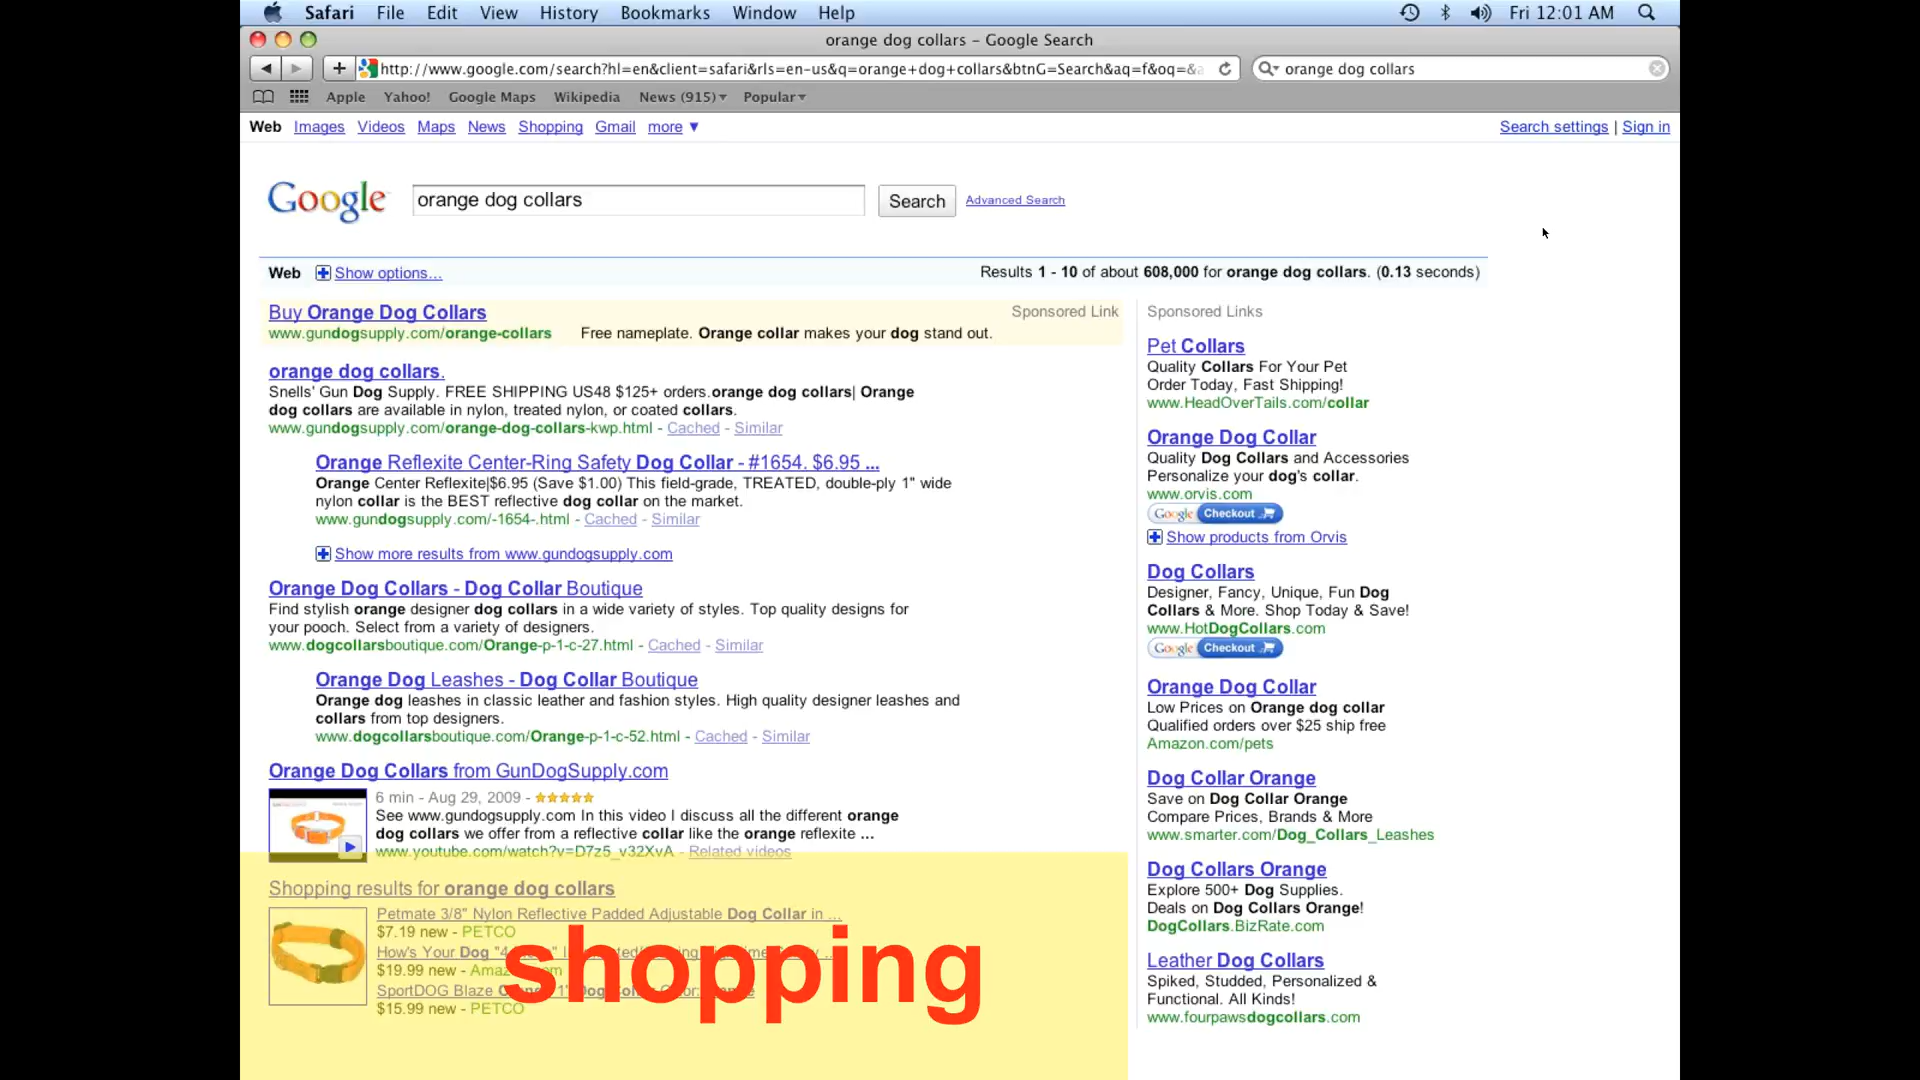 Safari File Edit View History Bookmarks Window Help Fri 12:01 AM
orange dog collars – Google Search
http://www.google.com/search?hl=en&client=safari&rls=en-us&q=orange+dog+collars&btnG=Search&aq=f&oq=& orange dog collars
Apple Yahoo! Google Maps Wikipedia News (915) Popular
Web Images Videos Maps News Shopping Gmail more ▼ Search settings | Sign in
Google orange dog collars Search Advanced Search
Web Show options... Results 1 - 10 of about 608,000 for orange dog collars. (0.13 seconds)
Buy Orange Dog Collars Sponsored Link
www.gundogsupply.com/orange-collars Free nameplate. Orange collar makes your dog stand out.
orange dog collars.
Snells' Gun Dog Supply. FREE SHIPPING US48 $125+ orders.orange dog collars| Orange
dog collars are available in nylon, treated nylon, or coated collars.
www.gundogsupply.com/orange-dog-collars-kwp.html - Cached - Similar
Orange Reflexite Center-Ring Safety Dog Collar - #1654. $6.95 ...
Orange Center Reflexite|$6.95 (Save $1.00) This field-grade, TREATED, double-ply 1" wide
nylon collar is the BEST reflective dog collar on the market.
www.gundogsupply.com/-1654-.html - Cached - Similar
Show more results from www.gundogsupply.com
Orange Dog Collars - Dog Collar Boutique
Find stylish orange designer dog collars in a wide variety of styles. Top quality designs for
your pooch. Select from a variety of designers.
www.dogcollarsboutique.com/Orange-p-1-c-27.html - Cached - Similar
Orange Dog Leashes - Dog Collar Boutique
Orange dog leashes in classic leather and fashion styles. High quality designer leashes and
collars from top designers.
www.dogcollarsboutique.com/Orange-p-1-c-52.html - Cached - Similar
Orange Dog Collars from GunDogSupply.com
6 min - Aug 29, 2009 -
See www.gundogsupply.com In this video I discuss all the different orange
dog collars we offer from a reflective collar like the orange reflexite ...
www.youtube.com/watch?v=D7z5_v32XvA - Related videos
Shopping results for orange dog collars
Petmate 3/8" Nylon Reflective Padded Adjustable Dog Collar in ...
$7.19 new - PETCO
How's Your Dog
$19.99 new -
SportDOG Blaze
$15.99 new - PETCO
shopping
Sponsored Links
Pet Collars
Quality Collars For Your Pet
Order Today, Fast Shipping!
www.HeadOverTails.com/collar
Orange Dog Collar
Quality Dog Collars and Accessories
Personalize your dog's collar.
www.orvis.com
Google Checkout
Show products from Orvis
Dog Collars
Designer, Fancy, Unique, Fun Dog
Collars & More. Shop Today & Save!
www.HotDogCollars.com
Google Checkout
Orange Dog Collar
Low Prices on Orange dog collar
Qualified orders over $25 ship free
Amazon.com/pets
Dog Collar Orange
Save on Dog Collar Orange
Compare Prices, Brands & More
www.smarter.com/Dog_Collars_Leashes
Dog Collars Orange
Explore 500+ Dog Supplies.
Deals on Dog Collars Orange!
DogCollars.BizRate.com
Leather Dog Collars
Spiked, Studded, Personalized &
Functional. All Kinds!
www.fourpawsdogcollars.com